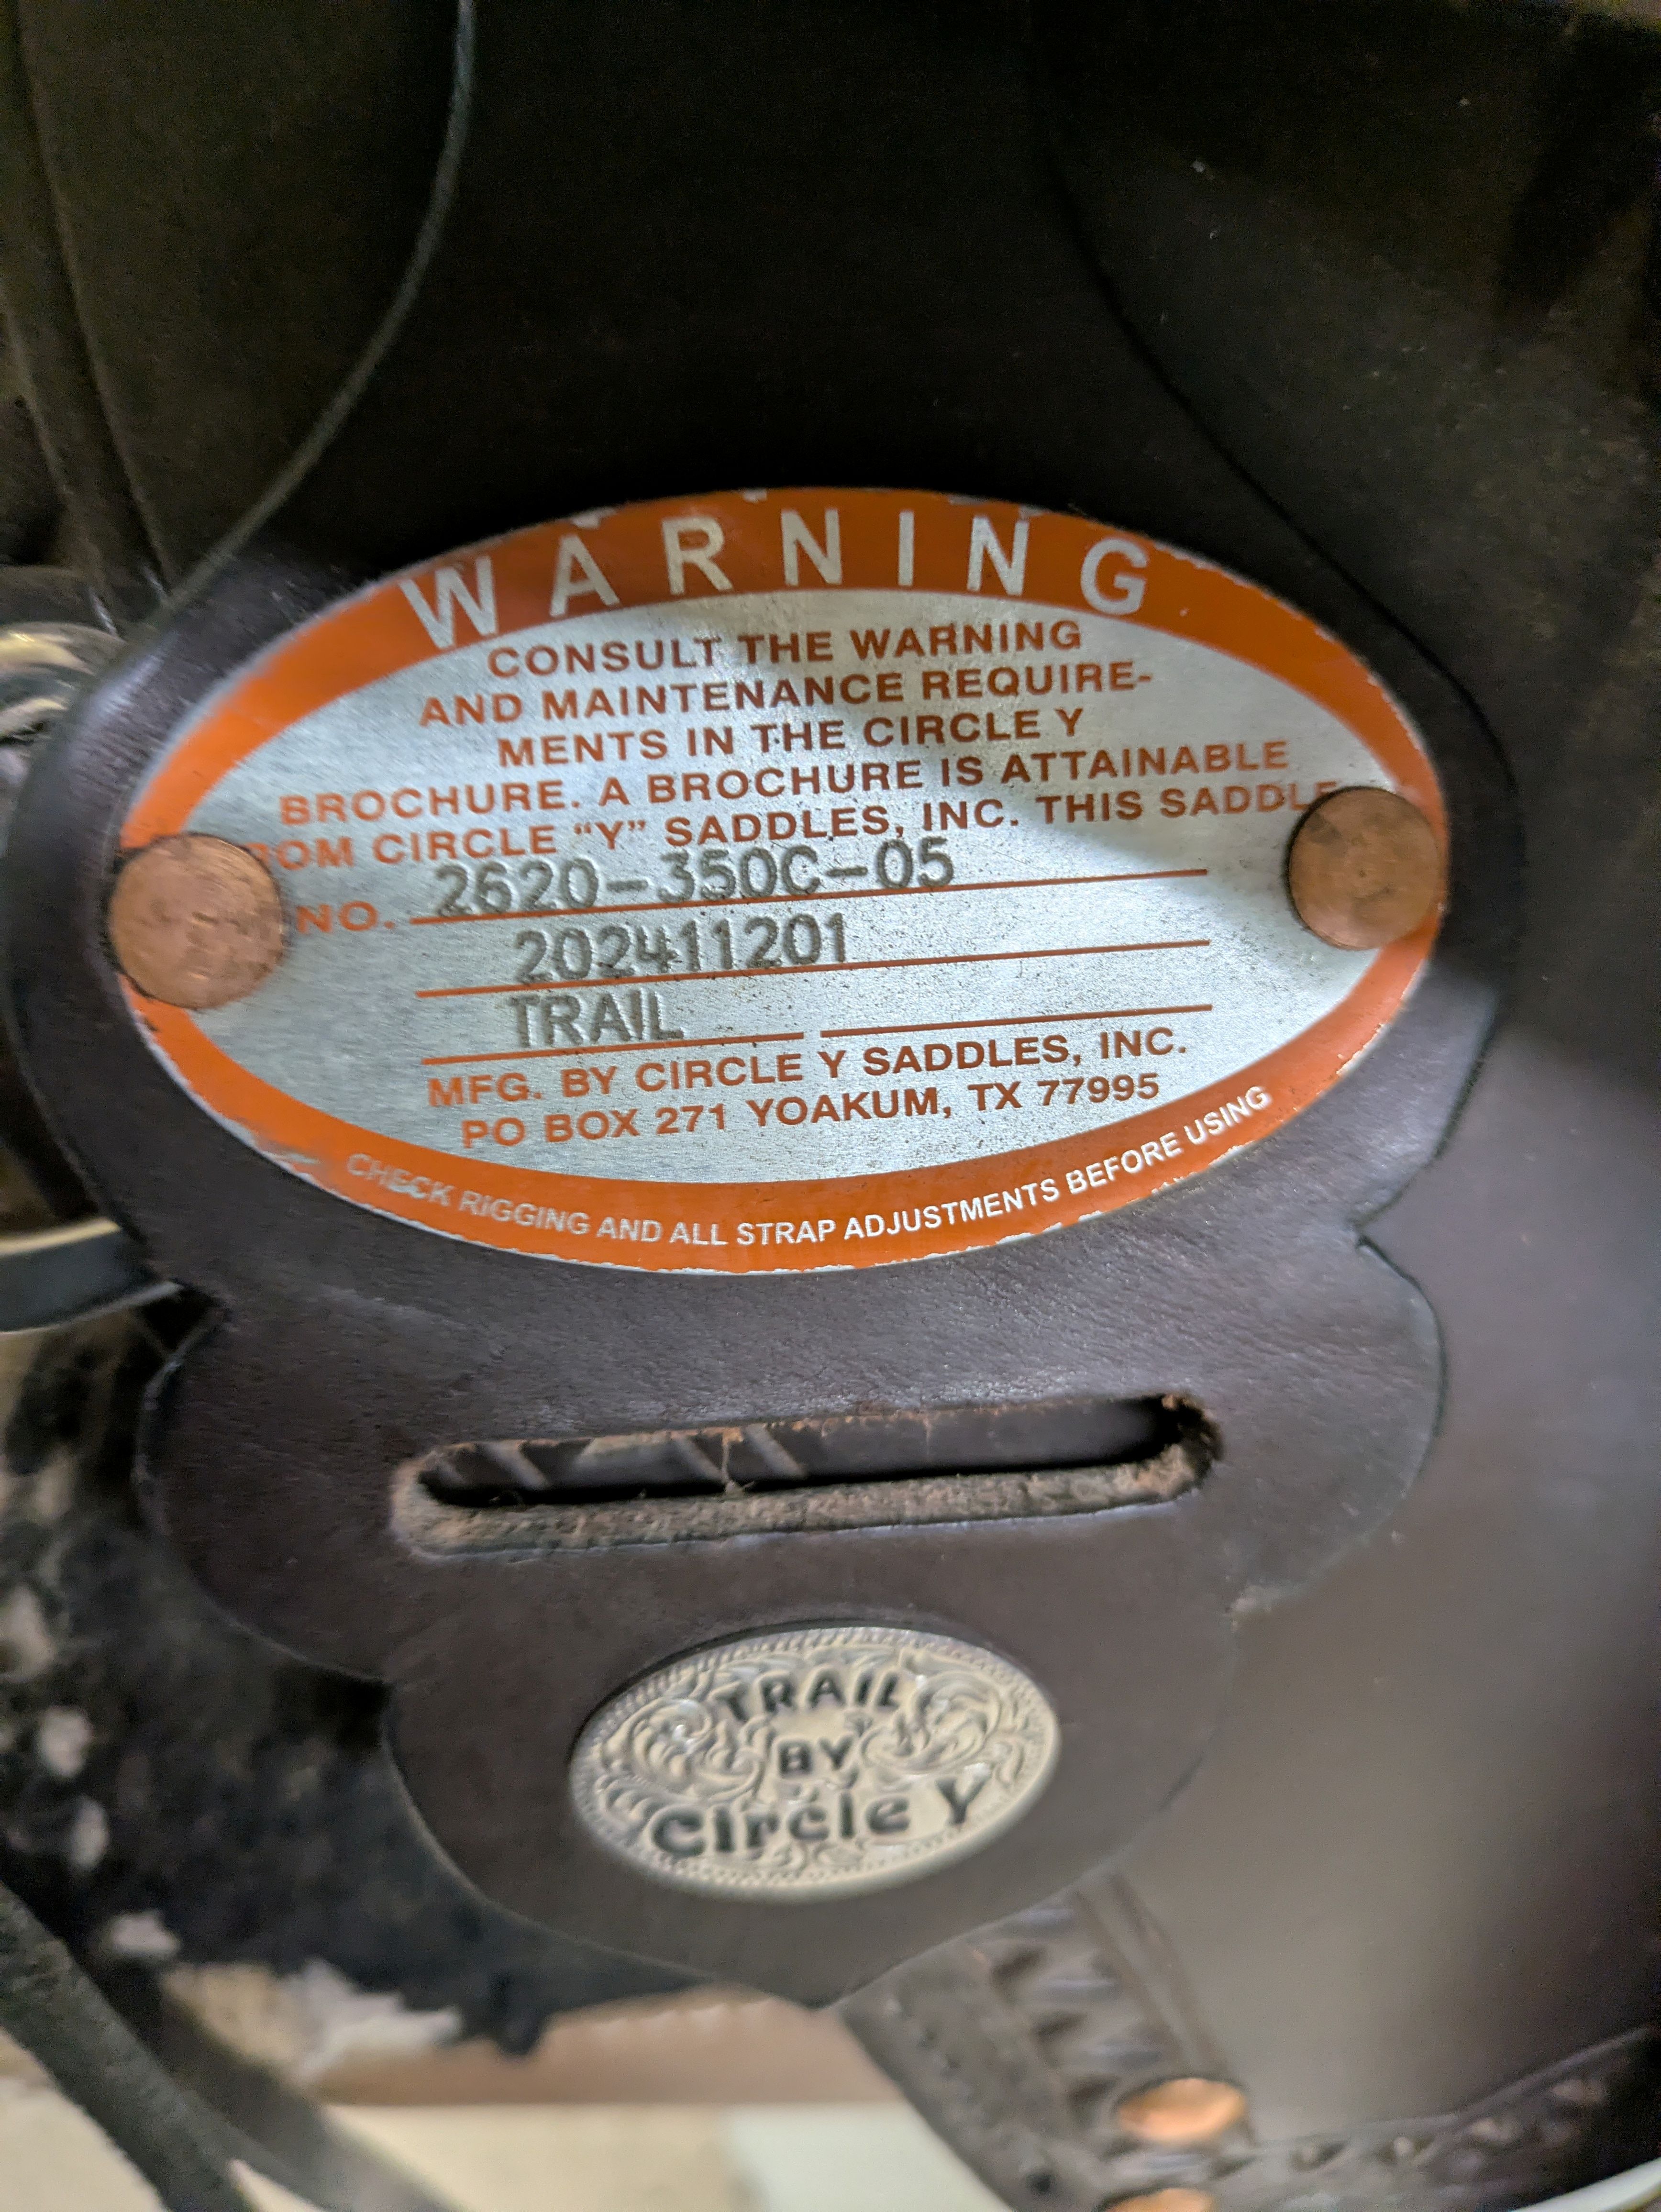 WARNING
CONSULT THE WARNING
AND MAINTENANCE REQUIRE-
MENTS IN THE CIRCLE Y
BROCHURE. A BROCHURE IS ATTAINABLE
ROM CIRCLE “Y” SADDLES, INC. THIS SADDLE
NO. 2620-350C-05
202411201
TRAIL
MFG. BY CIRCLE Y SADDLES, INC.
PO BOX 271 YOAKUM, TX 77995
CHECK RIGGING AND ALL STRAP ADJUSTMENTS BEFORE USING
TRAIL
BY
Circle Y